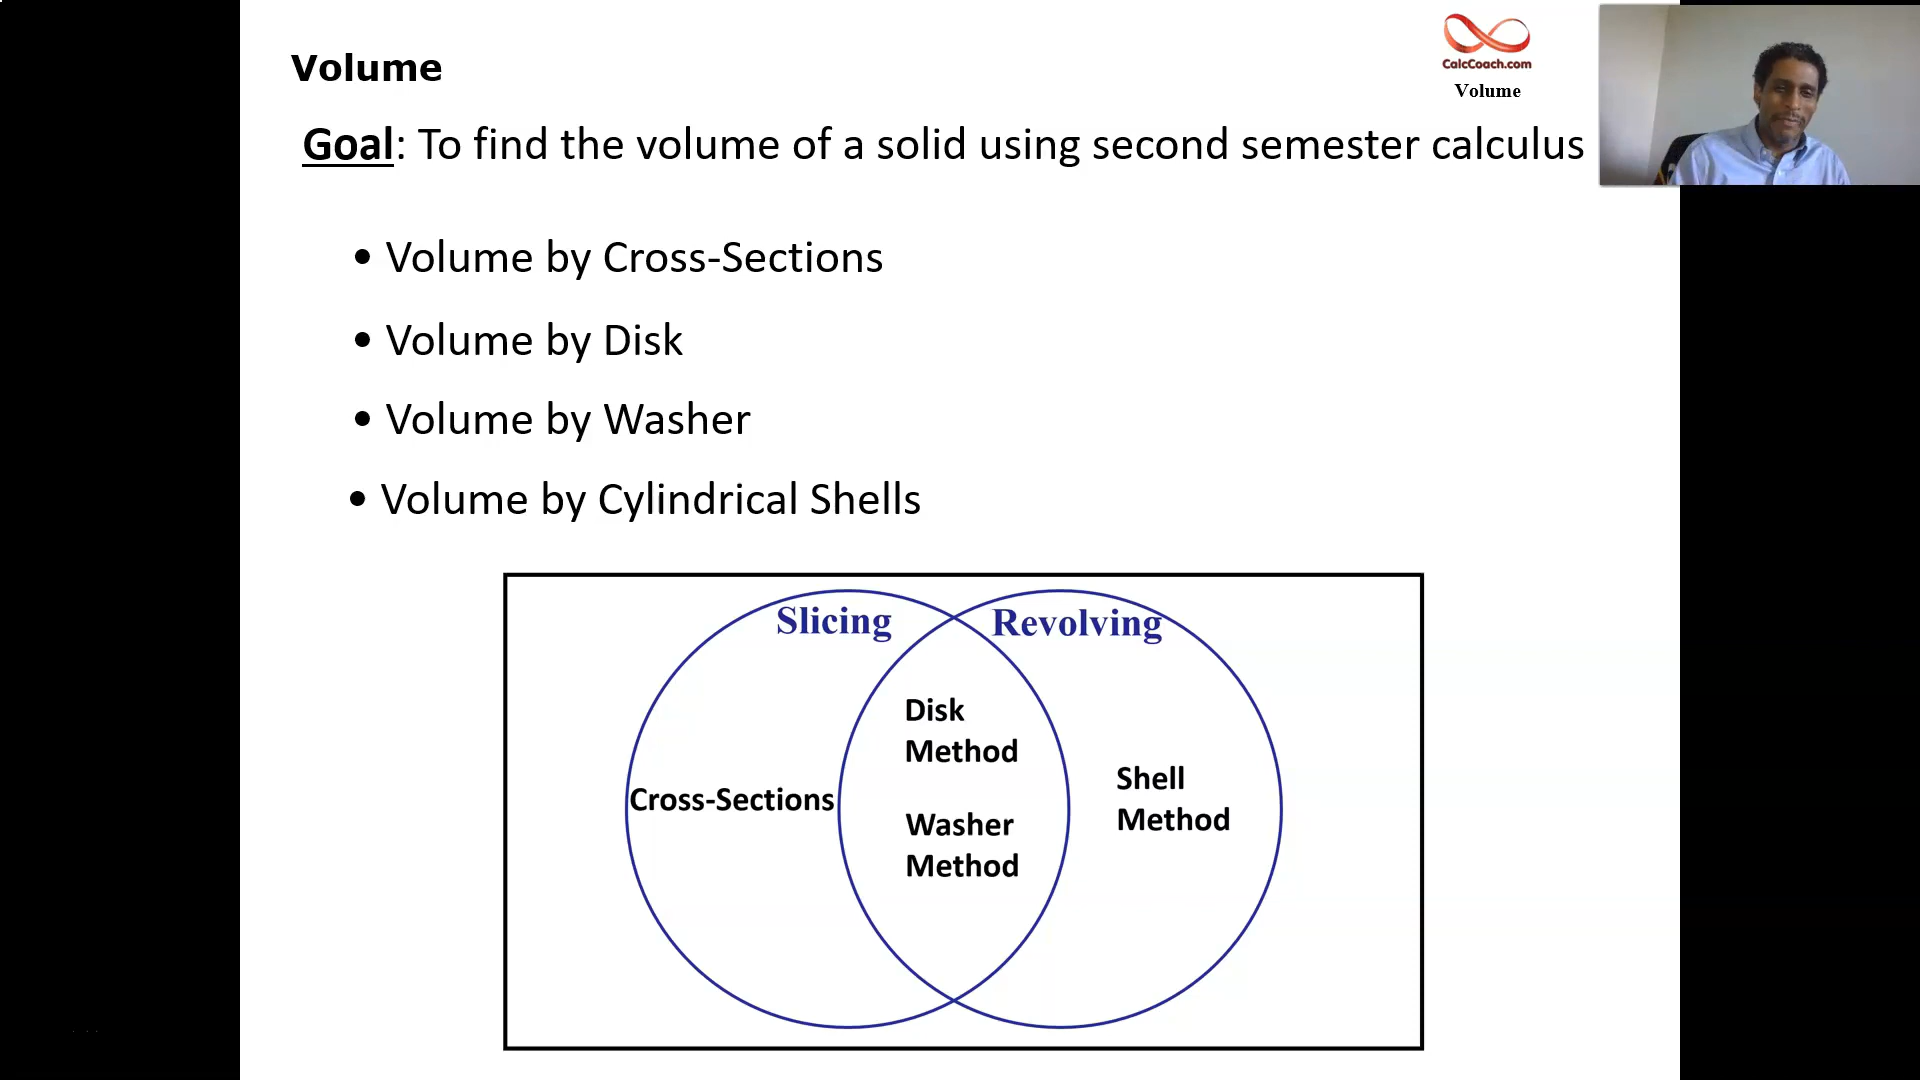 Volume
CalcCoach.com
Volume
Goal: To find the volume of a solid using second semester calculus
• Volume by Cross-Sections
• Volume by Disk
• Volume by Washer
• Volume by Cylindrical Shells
Slicing
Revolving
Disk
Method
Cross-Sections
Washer
Method
Shell
Method